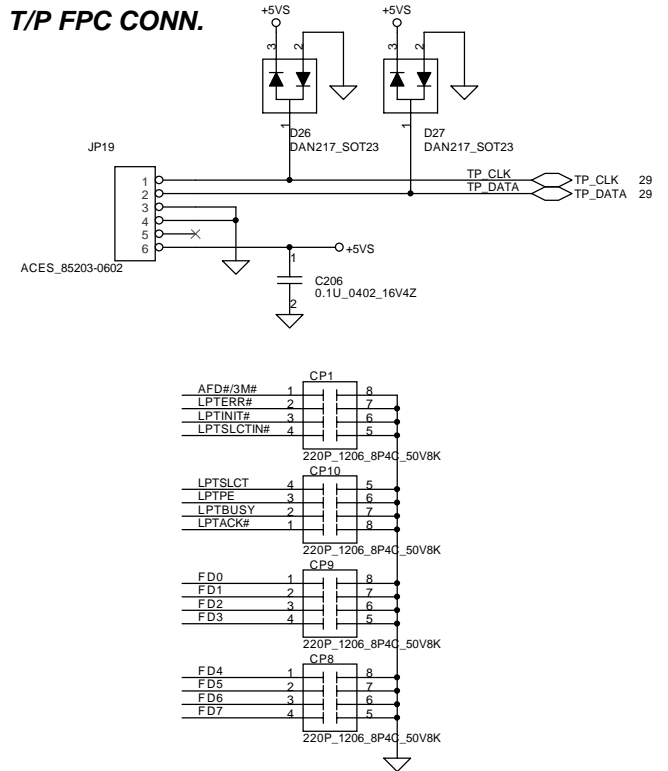 T/P FPC CONN.
+5VS
+5VS
3
2
3
2
1
1
D26
DAN217_SOT23
D27
DAN217_SOT23
JP19
1
2
3
4
5
6
TP_CLK
TP_DATA
TP_CLK 29
TP_DATA 29
+5VS
ACES_85203-0602
1
C206
0.1U_0402_16V4Z
2
CP1
AFD#/3M# 1 8
LPTERR# 2 7
LPTINIT# 3 6
LPTSLCTIN# 4 5
220P_1206_8P4C_50V8K
CP10
LPTSLCT 4 5
LPTPE 3 6
LPTBUSY 2 7
LPTACK# 1 8
220P_1206_8P4C_50V8K
CP9
FD0 1 8
FD1 2 7
FD2 3 6
FD3 4 5
220P_1206_8P4C_50V8K
CP8
FD4 1 8
FD5 2 7
FD6 3 6
FD7 4 5
220P_1206_8P4C_50V8K